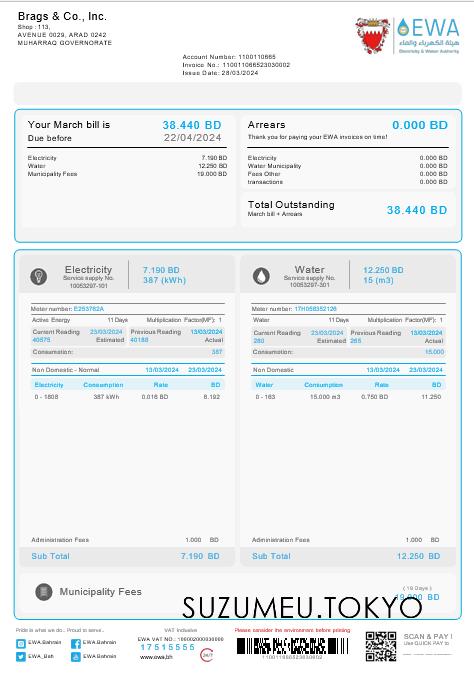 Brags & Co., Inc.
Shop : 113,
AVENUE 0029, ARAD 0242
MUHARRAQ GOVERNORATE
EWA
هيئة الكهرباء والماء
Electricity & Water Authority
Account Number: 1100110665
Invoice No.: 110011066523030002
Issue Date: 28/03/2024
Your March bill is 38.440 BD
Due before 22/04/2024
Electricity 7.190 BD
Water 12.250 BD
Municipality Fees 19.000 BD
Arrears 0.000 BD
Thank you for paying your EWA invoices on time!
Electricity 0.000 BD
Water Municipality 0.000 BD
Fees Other 0.000 BD
transactions 0.000 BD
Total Outstanding
March bill + Arrears 38.440 BD
Electricity 7.190 BD
Service supply No. 387 (kWh)
10053297-101
Meter number: E253762A
Active Energy 11 Days Multiplication Factor(MF): 1
Current Reading 23/03/2024 Previous Reading 13/03/2024
40575 Estimated 40188 Actual
Consumption: 387
Non Domestic - Normal 13/03/2024 23/03/2024
Electricity Consumption Rate BD
0 - 1808 387 kWh 0.016 BD 6.192
Administration Fees 1.000 BD
Sub Total 7.190 BD
Water 12.250 BD
Service supply No. 15 (m3)
10053297-301
Meter number: 17H058352126
Water 11 Days Multiplication Factor(MF): 1
Current Reading 23/03/2024 Previous Reading 13/03/2024
280 Estimated 265 Actual
Consumption: 15.000
Non Domestic 13/03/2024 23/03/2024
Water Consumption Rate BD
0 - 163 15.000 m3 0.750 BD 11.250
Administration Fees 1.000 BD
Sub Total 12.250 BD
Municipality Fees
BD
SUZUMEU.TOKYO
Pride in what we do.. Proud to serve..
EWA.Bahrain EWA.Bahrain
EWA_Bah EWA.Bahrain
VAT Inclusive
17515555
www.ewa.bh
24/7
Please consider the environment before printing
SCAN & PAY !
Use QUICK PAY to